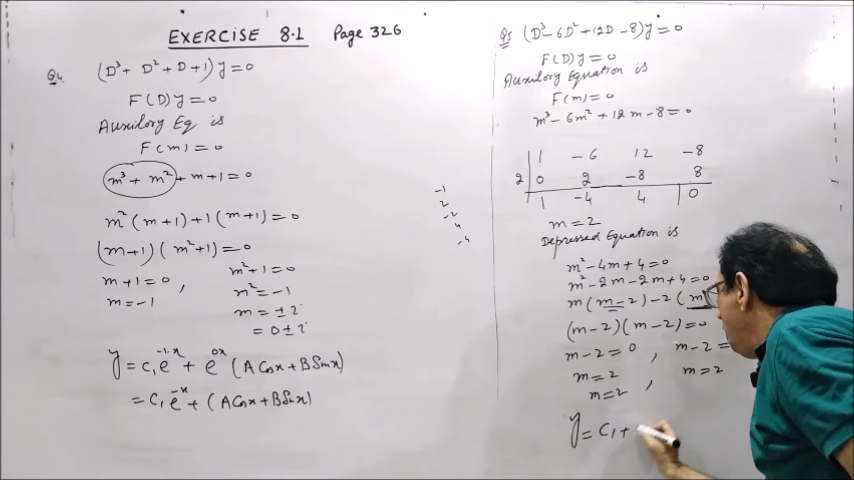 EXERCISE 8.1 Page 326
Q4. (D³ + D² + D + 1) y = 0
F(D) y = 0
Auxilory Eq is
F(m) = 0
m³ + m² + m + 1 = 0
m² (m + 1) + 1 (m + 1) = 0
(m + 1) ( m² + 1) = 0
m + 1 = 0 , m² + 1 = 0
m = -1 m² = -1
m = ± i
= 0 ± i
y = c₁ e^-1.x + e^0x (A Cos x + B Sin x)
= c₁ e^-x + (A Cos x + B Sin x)
-1
2
-2
4
-4
Q5 (D³ - 6D² + 12D - 8) y = 0
F(D) y = 0
Auxilory Equation is
F(m) = 0
m³ - 6m² + 12m - 8 = 0
1 -6 12 -8
2 0 2 -8 8
1 -4 4 0
m = 2
Depressed Equation is
m² - 4m + 4 = 0
m² - 2m - 2m + 4 = 0
m (m - 2) - 2 (m
(m - 2) (m - 2) = 0
m - 2 = 0 , m - 2 =
m = 2 , m = 2
m = 2
y = c₁ +